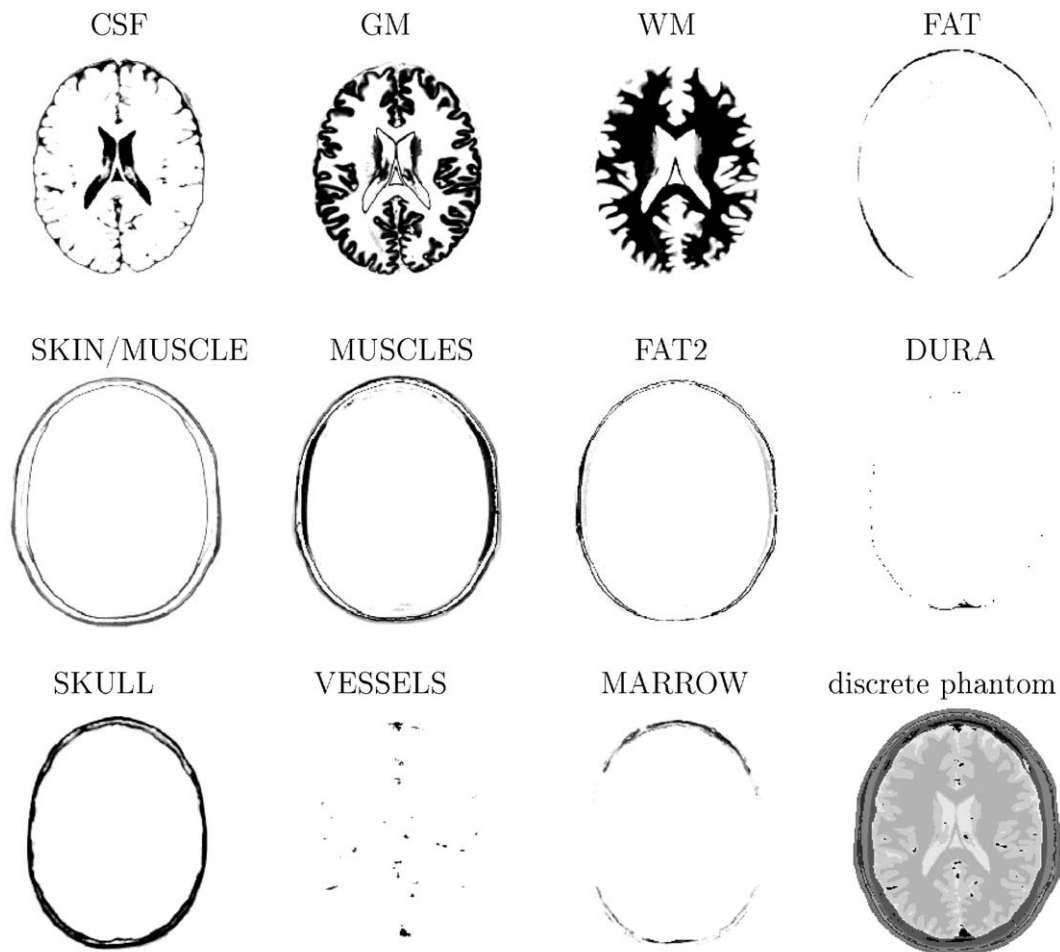 CSF GM WM FAT
SKIN/MUSCLE MUSCLES FAT2 DURA
SKULL VESSELS MARROW discrete phantom